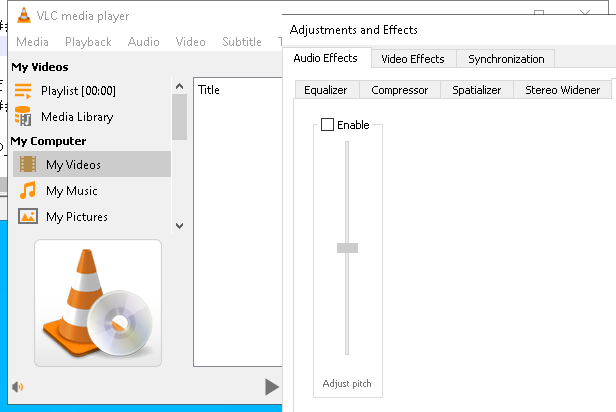 VLC media player
Media Playback Audio Video Subtitle
My Videos
Playlist [00:00]
Media Library
My Computer
My Videos
My Music
My Pictures
Title
Adjustments and Effects
Audio Effects Video Effects Synchronization
Equalizer Compressor Spatializer Stereo Widener
Enable
Adjust pitch